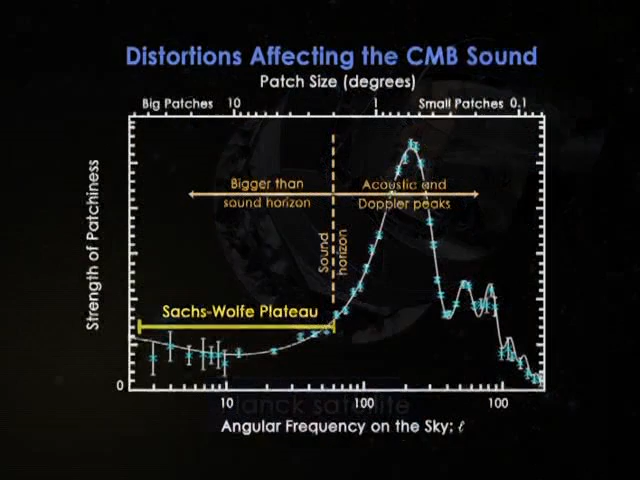 Distortions Affecting the CMB Sound
Patch Size (degrees)
Big Patches 10 1 Small Patches 0.1
Bigger than
sound horizon
Acoustic and
Doppler peaks
Strength of Patchiness
Sound
horizon
Sachs-Wolfe Plateau
0
10 100 100
Planck satellite
Angular Frequency on the Sky: ℓ